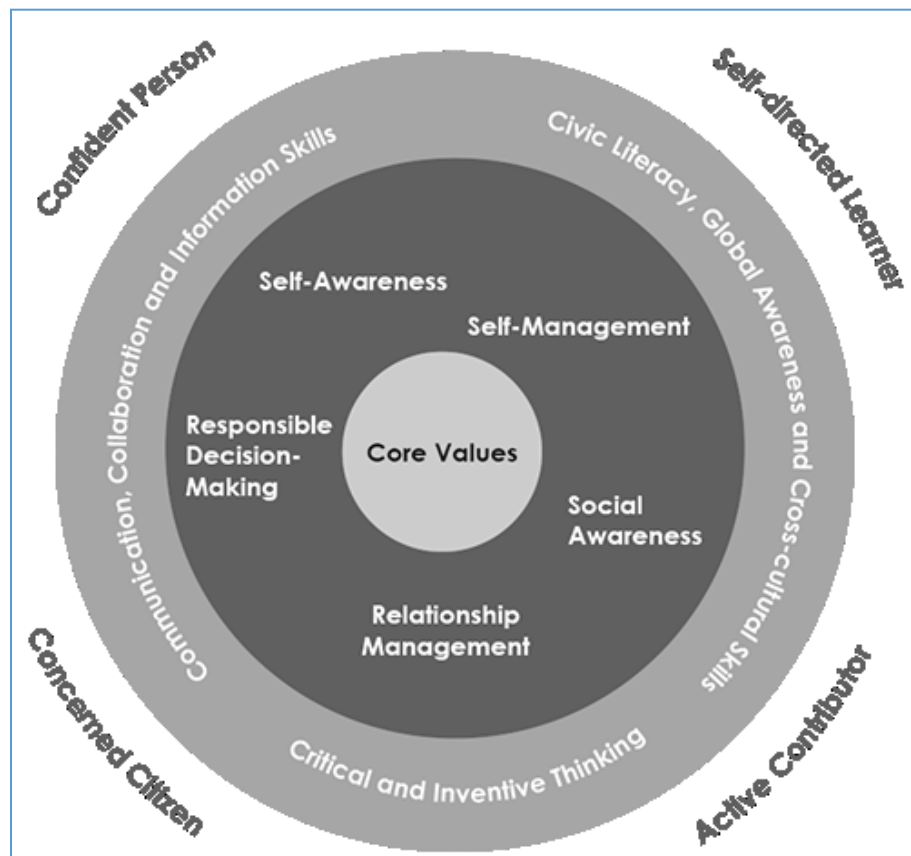 Confident Person
Self-directed Learner
Communication, Collaboration and Information Skills
Civic Literacy, Global Awareness and Cross-cultural Skills
Self-Awareness
Self-Management
Responsible
Decision-
Making
Core Values
Social
Awareness
Relationship
Management
Critical and Inventive Thinking
Concerned Citizen
Active Contributor